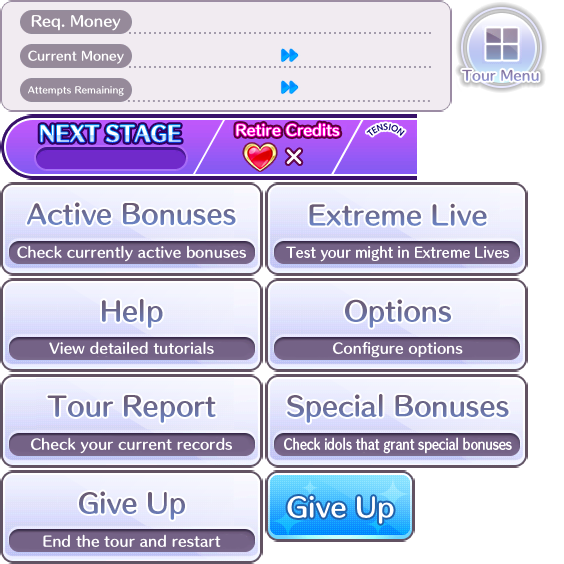 Req. Money
Current Money
Attempts Remaining
Tour Menu
NEXT STAGE
Retire Credits
×
TENSION
Active Bonuses
Check currently active bonuses
Extreme Live
Test your might in Extreme Lives
Help
View detailed tutorials
Options
Configure options
Tour Report
Check your current records
Special Bonuses
Check idols that grant special bonuses
Give Up
End the tour and restart
Give Up